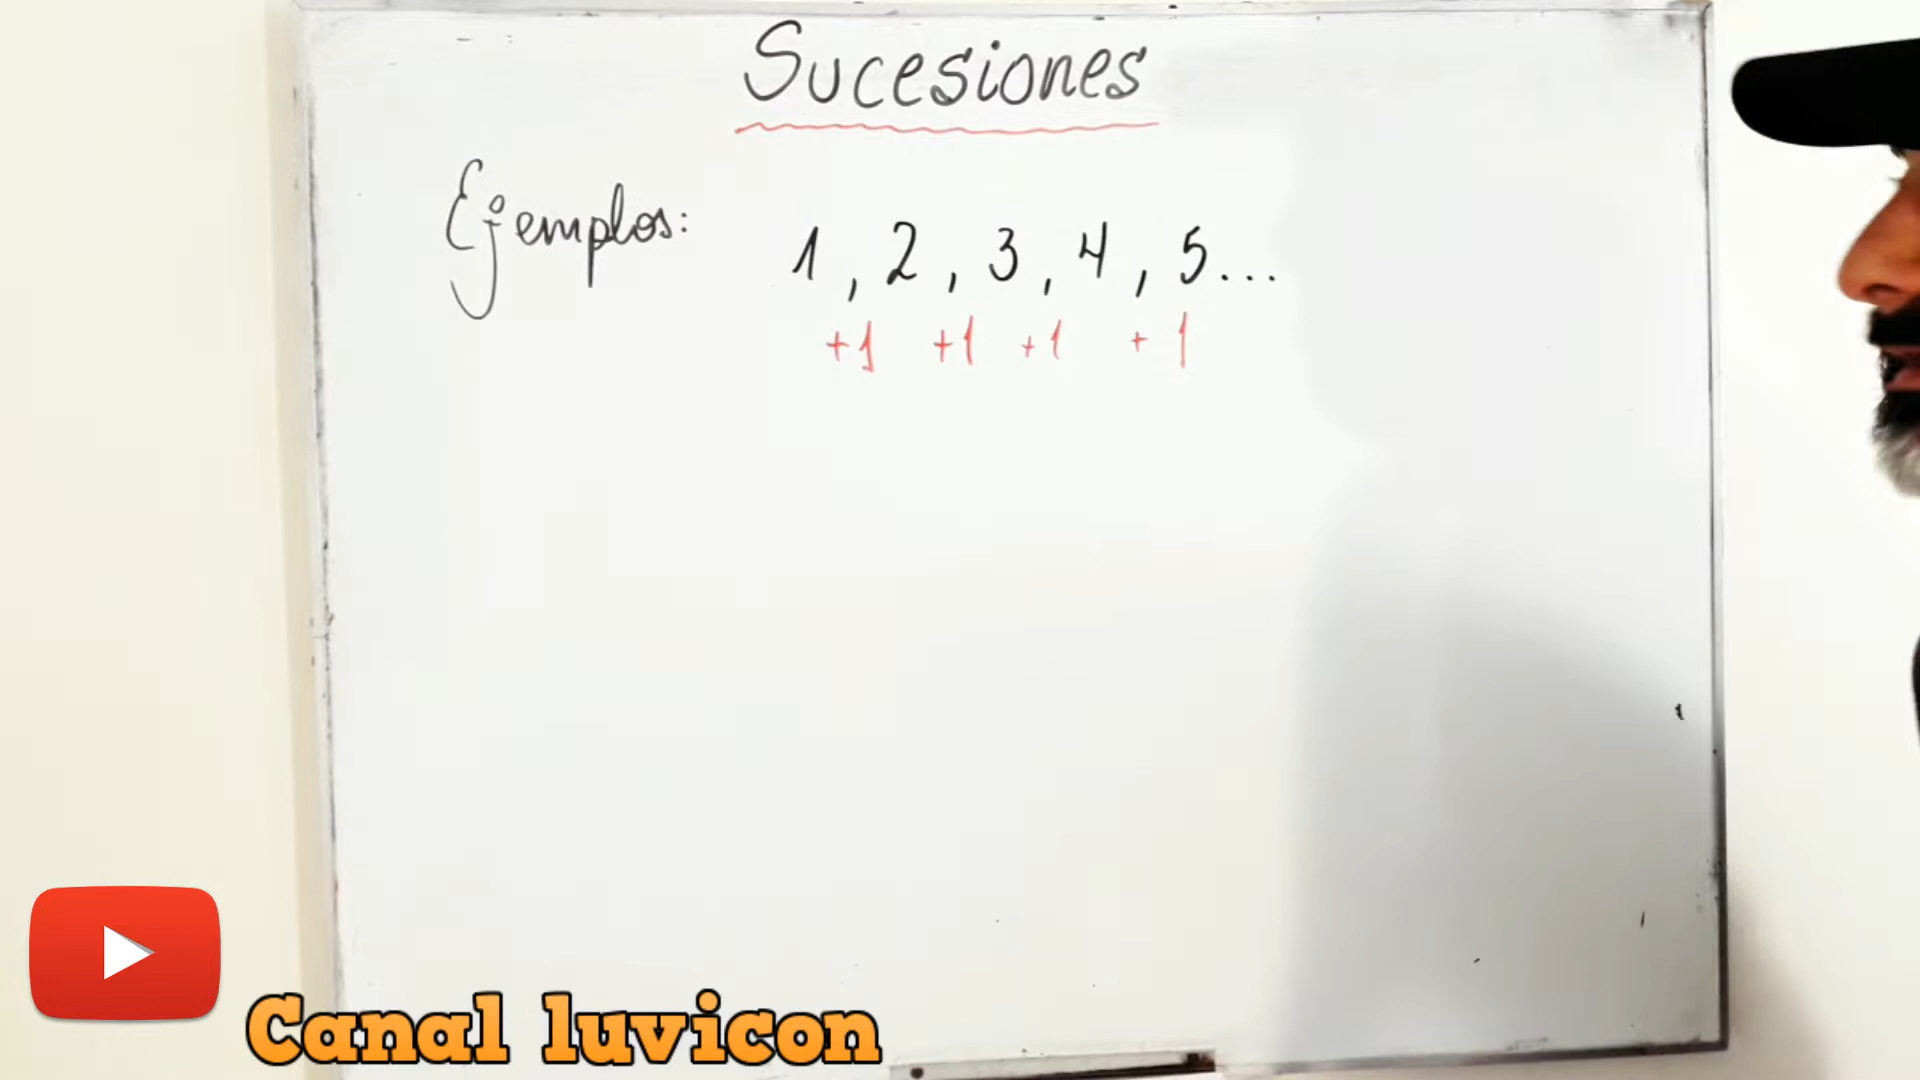 Sucesiones
Ejemplos: 1, 2, 3, 4, 5...
+1 +1 +1 +1
Canal luvicon